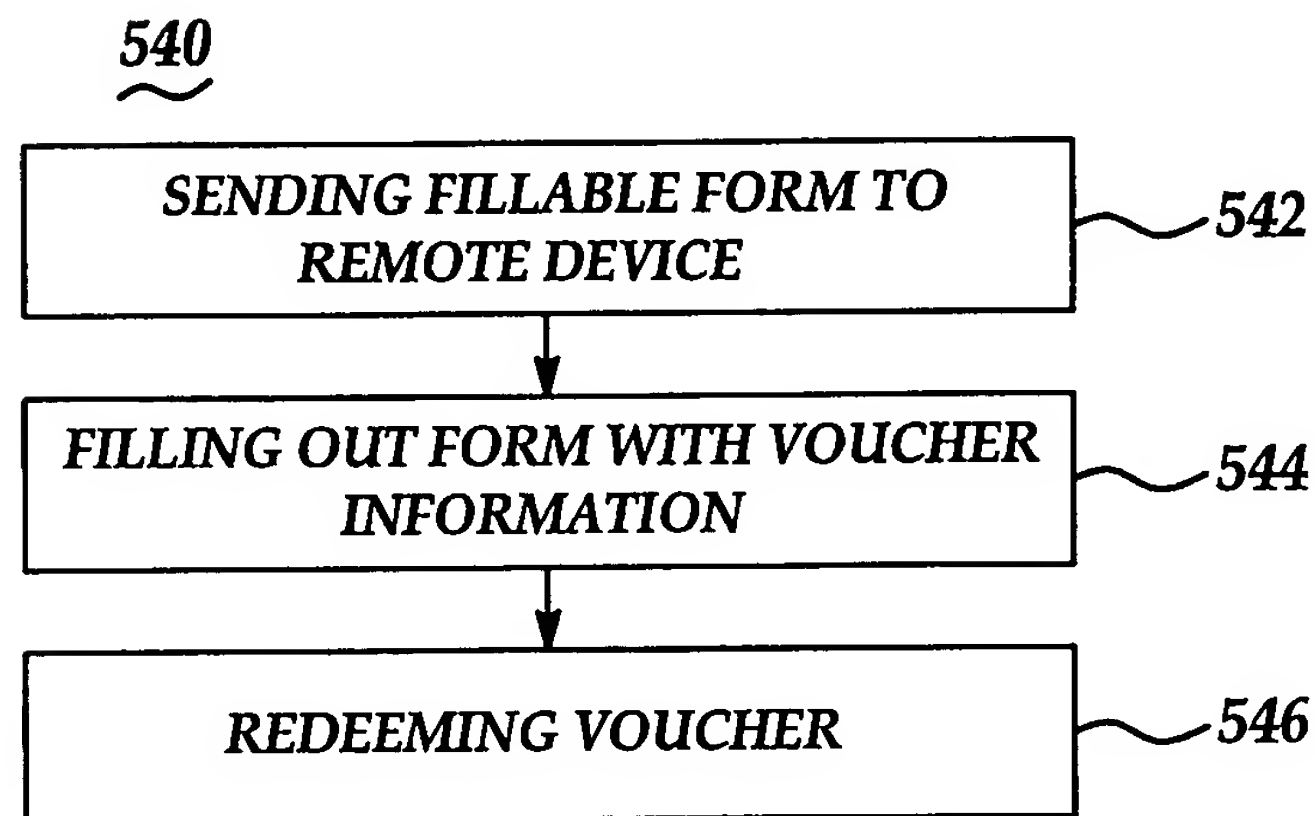 540
SENDING FILLABLE FORM TO
REMOTE DEVICE
542
FILLING OUT FORM WITH VOUCHER
INFORMATION
544
REDEEMING VOUCHER
546